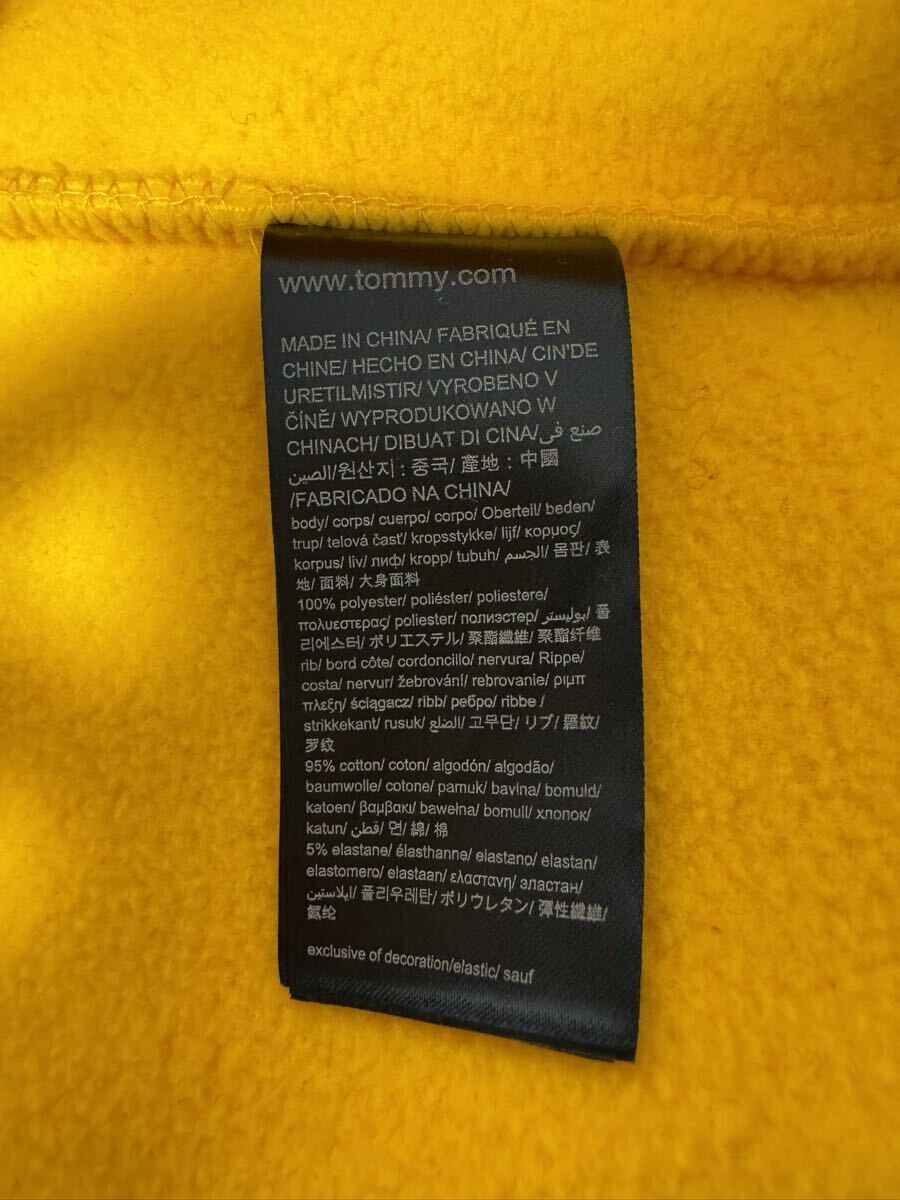 www.tommy.com
MADE IN CHINA/ FABRIQUÉ EN
CHINE/ HECHO EN CHINA/ CIN'DE
URETILMISTIR/ VYROBENO V
ČÍNĚ/ WYPRODUKOWANO W
CHINACH/ DIBUAT DI CINA/صنع في
الصين/원산지 : 중국/ 產地 : 中國
/FABRICADO NA CHINA/
body/ corps/ cuerpo/ corpo/ Oberteil/ beden/
trup/ telová časť/ kropsstykke/ lijf/ κορμος/
korpus/ liv/ лиф/ kropp/ tubuh/ الجسم/ 몸판/ 表
地/ 面料/ 大身面料
100% polyester/ poliéster/ poliestere/
πολυεστερας/ poliester/ полиэстер/ بوليستر/ 폴
리에스터/ ポリエステル/ 聚酯纖維/ 聚酯纤维
rib/ bord côte/ cordoncillo/ nervura/ Rippe/
costa/ nervur/ žebrování/ rebrovanie/ ριμπ
πλεξη/ ściągacz/ ribb/ ребро/ ribbe/
strikkekant/ rusuk/ الضلع/ 고무단/ リブ/ 羅紋/
罗纹
95% cotton/ coton/ algodón/ algodão/
baumwolle/ cotone/ pamuk/ bavlna/ bomuld/
katoen/ βαμβακι/ bawełna/ bomull/ хлопок/
katun/ قطن/ 면/ 綿/ 棉
5% elastane/ élasthanne/ elastano/ elastan/
elastomero/ elastaan/ ελαστανη/ эластан/
ايلاستين/ 폴리우레탄/ ポリウレタン/ 彈性纖維/
氨纶
exclusive of decoration/elastic/ sauf